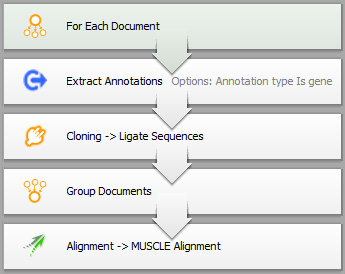 For Each Document
Extract Annotations Options: Annotation type Is gene
Cloning -> Ligate Sequences
Group Documents
Alignment -> MUSCLE Alignment